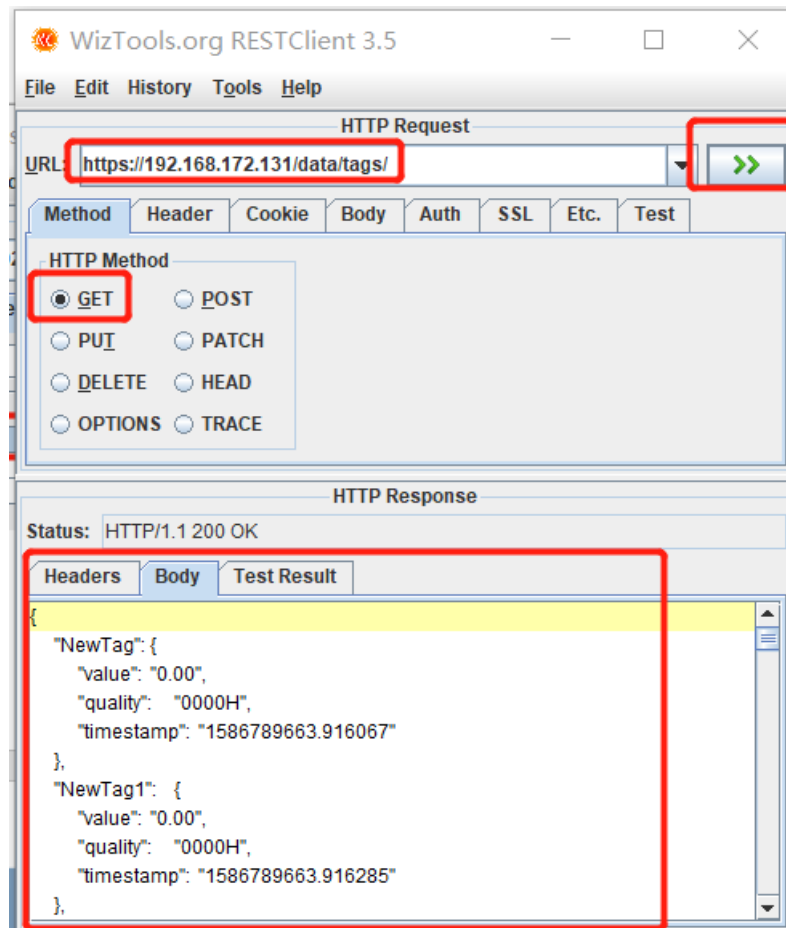 WizTools.org RESTClient 3.5
File Edit History Tools Help
HTTP Request
URL: https://192.168.172.131/data/tags/ >>
Method Header Cookie Body Auth SSL Etc. Test
HTTP Method
GET POST
PUT PATCH
DELETE HEAD
OPTIONS TRACE
HTTP Response
Status: HTTP/1.1 200 OK
Headers Body Test Result
{
"NewTag": {
"value": "0.00",
"quality": "0000H",
"timestamp": "1586789663.916067"
},
"NewTag1": {
"value": "0.00",
"quality": "0000H",
"timestamp": "1586789663.916285"
},